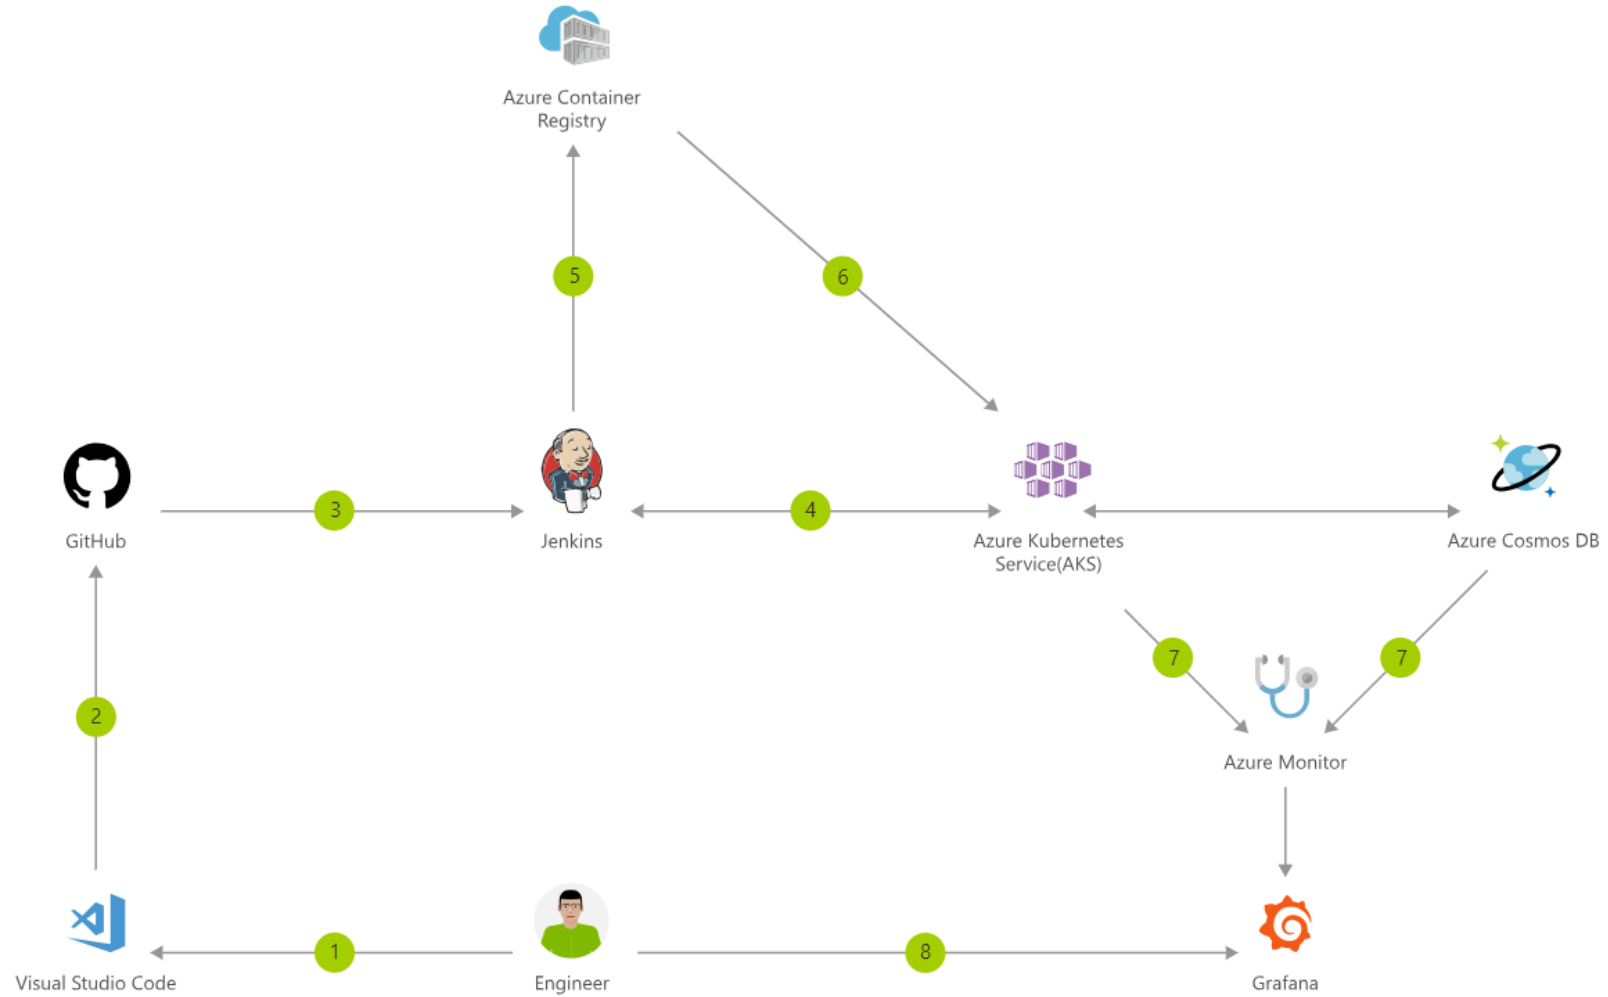 Azure Container
Registry
5
6
GitHub
3
Jenkins
4
Azure Kubernetes
Service(AKS)
Azure Cosmos DB
7
7
2
Azure Monitor
Visual Studio Code
1
Engineer
8
Grafana